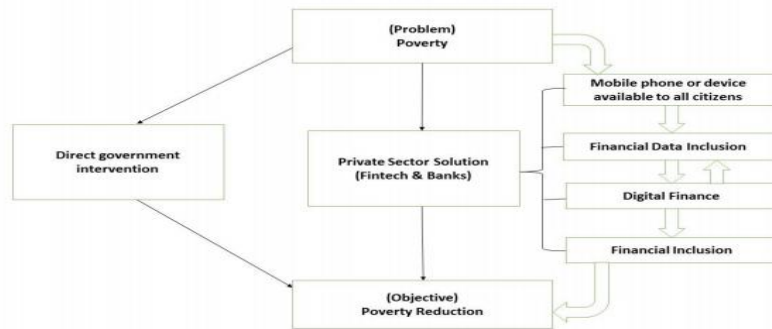 (Problem)
Poverty
Mobile phone or device
available to all citizens
Direct government
intervention
Private Sector Solution
(Fintech & Banks)
Financial Data Inclusion
Digital Finance
Financial Inclusion
(Objective)
Poverty Reduction